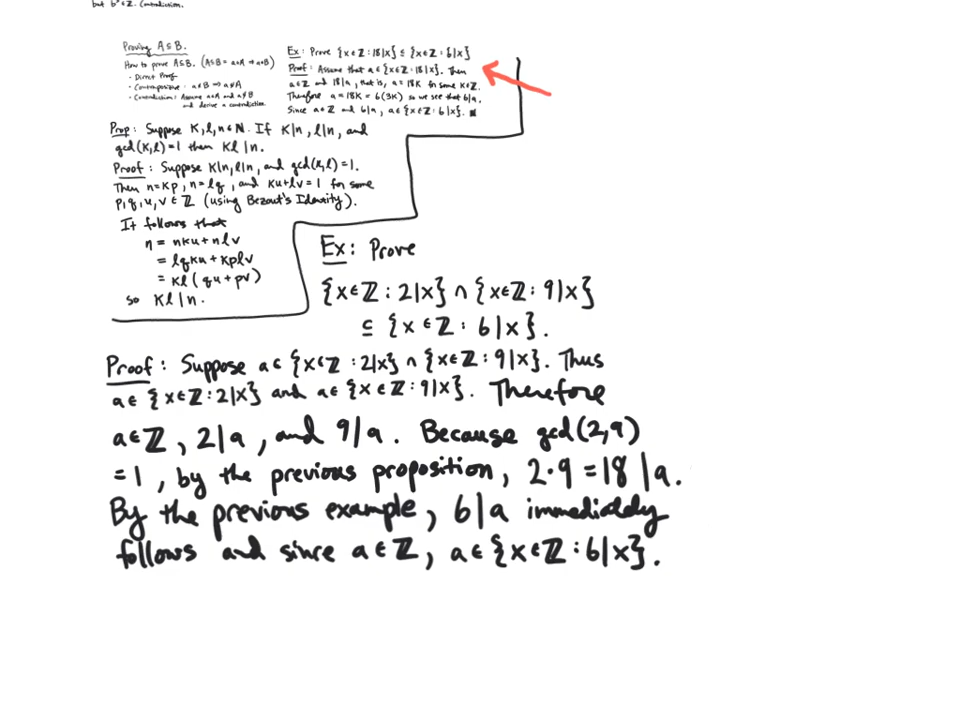 but b² ∈ ℤ. Contradiction.
Proving A ⊆ B.
How to prove A ⊆ B. (A ⊆ B = a∈A ⇒ a∈B)
• Direct Proof
• Contrapositive: a∉B ⇒ a∉A
• Contradiction: Assume a∈A and a∉B
and derive a contradiction
Ex: Prove {x∈ℤ : 18|x} ⊆ {x∈ℤ : 6|x}
Proof: Assume that a∈{x∈ℤ : 18|x}. Then
a∈ℤ and 18|a, that is, a = 18K for some K∈ℤ.
Therefore a = 18K = 6(3K) so we see that 6|a.
Since a∈ℤ and 6|a, a∈{x∈ℤ : 6|x}. ∎
Prop: Suppose K, l, n ∈ ℕ. If K|n, l|n, and
gcd(K,l)=1 then Kl|n.
Proof: Suppose K|n, l|n, and gcd(K,l)=1.
Then n=Kp, n=lq, and Ku+lv=1 for some
p,q,u,v ∈ ℤ (using Bezout's Identity).
It follows that
n = nku + nlv
= lqku + kplv
= kl(qu + pv)
so Kl|n.
Ex: Prove
{x∈ℤ : 2|x} ∩ {x∈ℤ : 9|x}
⊆ {x∈ℤ : 6|x}.
Proof: Suppose a∈{x∈ℤ : 2|x} ∩ {x∈ℤ : 9|x}. Thus
a∈{x∈ℤ : 2|x} and a∈{x∈ℤ : 9|x}. Therefore
a∈ℤ, 2|a, and 9|a. Because gcd(2,9)
=1, by the previous proposition, 2·9=18|a.
By the previous example, 6|a immediately
follows and since a∈ℤ, a∈{x∈ℤ : 6|x}.